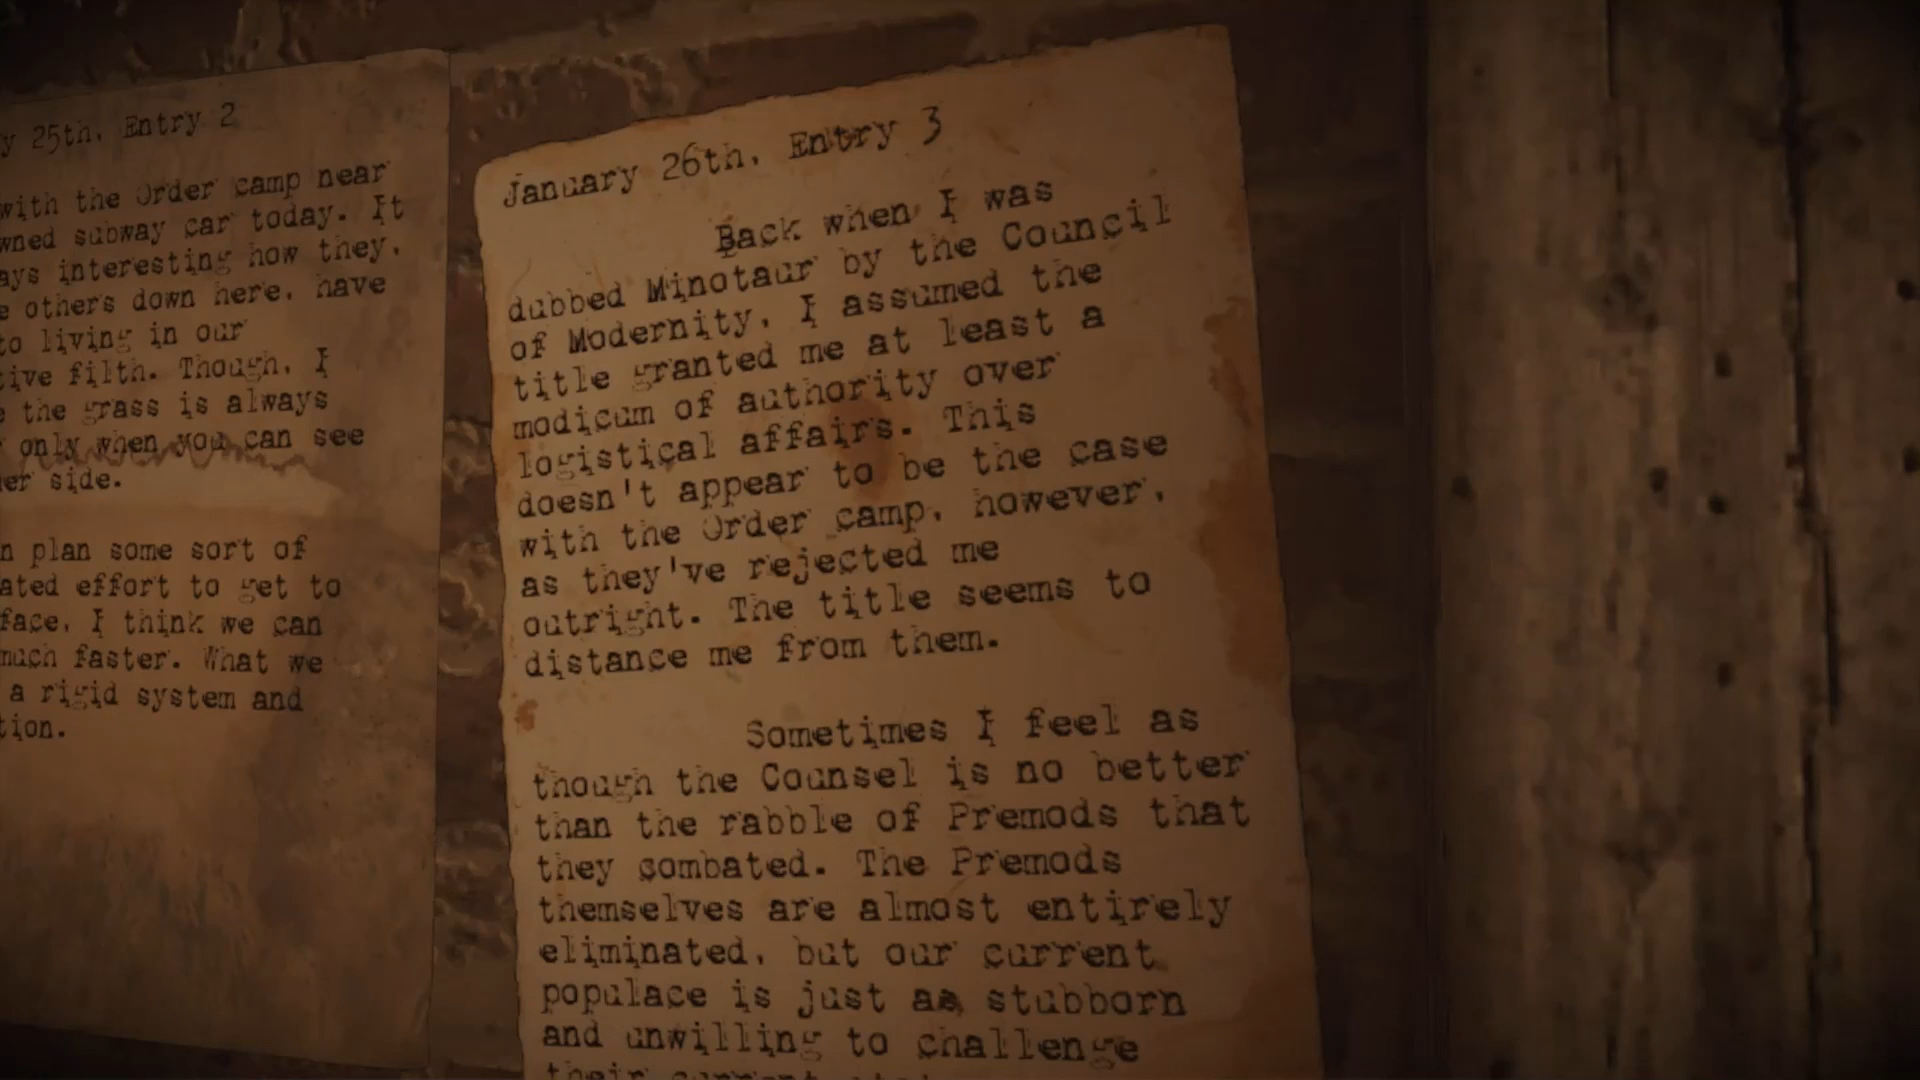 y 25th, Entry 2
with the Order camp near
wned subway car today. It
ays interesting how they,
e others down here, have
to living in our
tive filth. Though, I
e the grass is always
r only when you can see
her side.
n plan some sort of
ated effort to get to
face, I think we can
much faster. What we
a rigid system and
tion.
January 26th, Entry 3
Back when I was
dubbed Minotaur by the Council
of Modernity, I assumed the
title granted me at least a
modicum of authority over
logistical affairs. This
doesn't appear to be the case
with the Order camp, however,
as they've rejected me
outright. The title seems to
distance me from them.
Sometimes I feel as
though the Counsel is no better
than the rabble of Premods that
they combated. The Premods
themselves are almost entirely
eliminated, but our current
populace is just as stubborn
and unwilling to challenge
their current